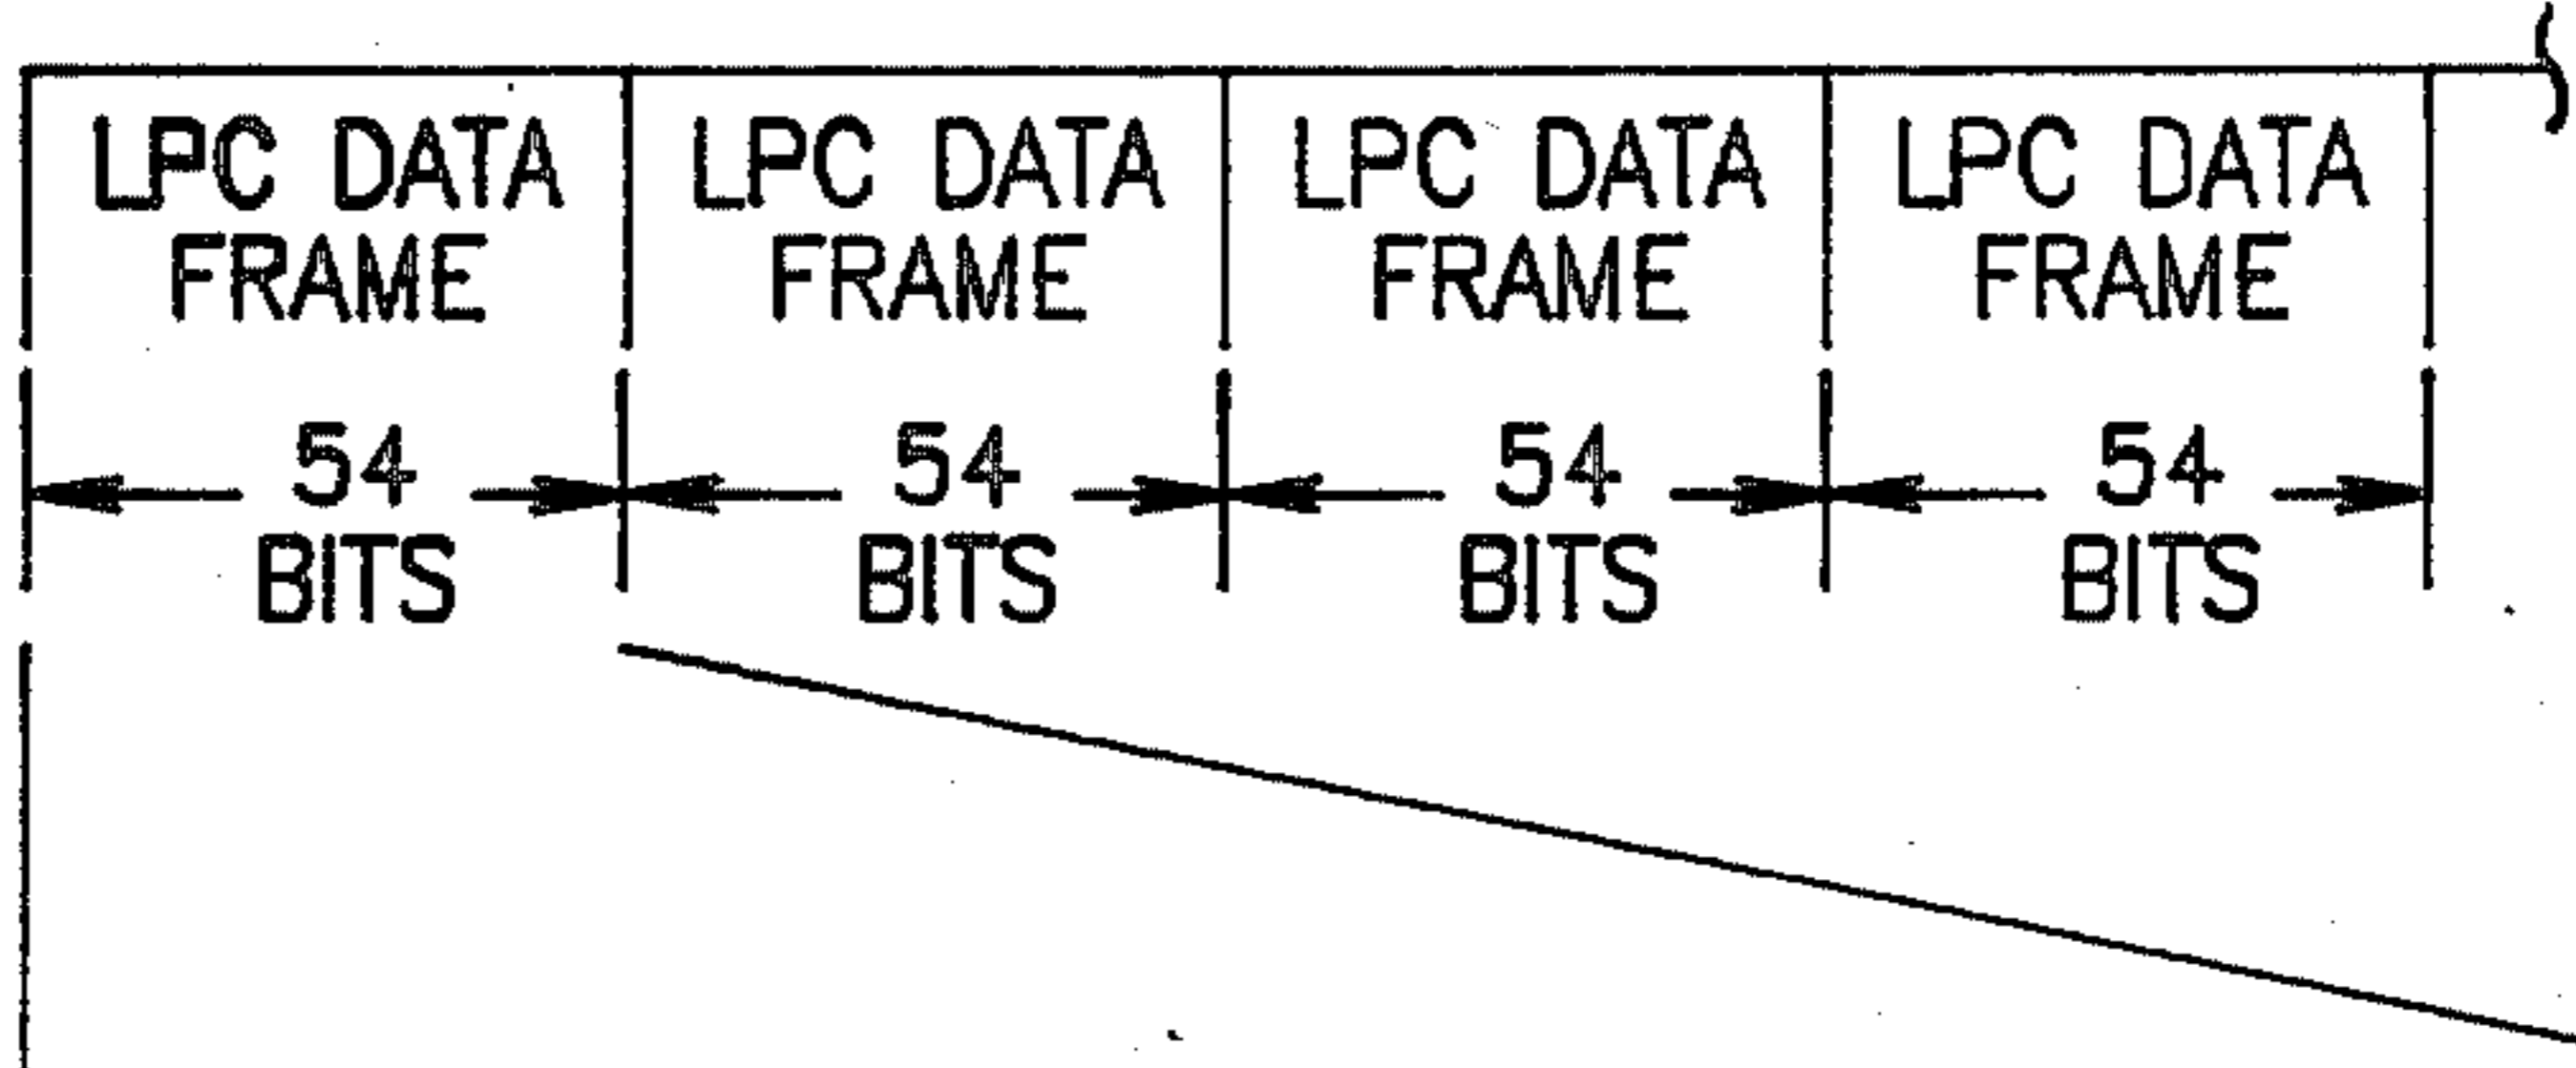 LPC DATA LPC DATA LPC DATA LPC DATA
FRAME FRAME FRAME FRAME
54 54 54 54
BITS BITS BITS BITS